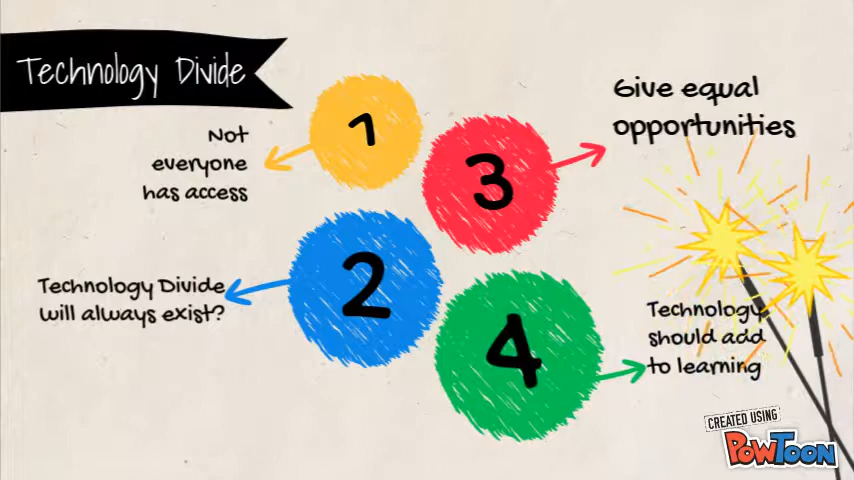 Technology Divide
1
Not
everyone
has access
2
Technology Divide
will always exist?
3
Give equal
opportunities
4
Technology
should add
to learning
CREATED USING
POWTOON